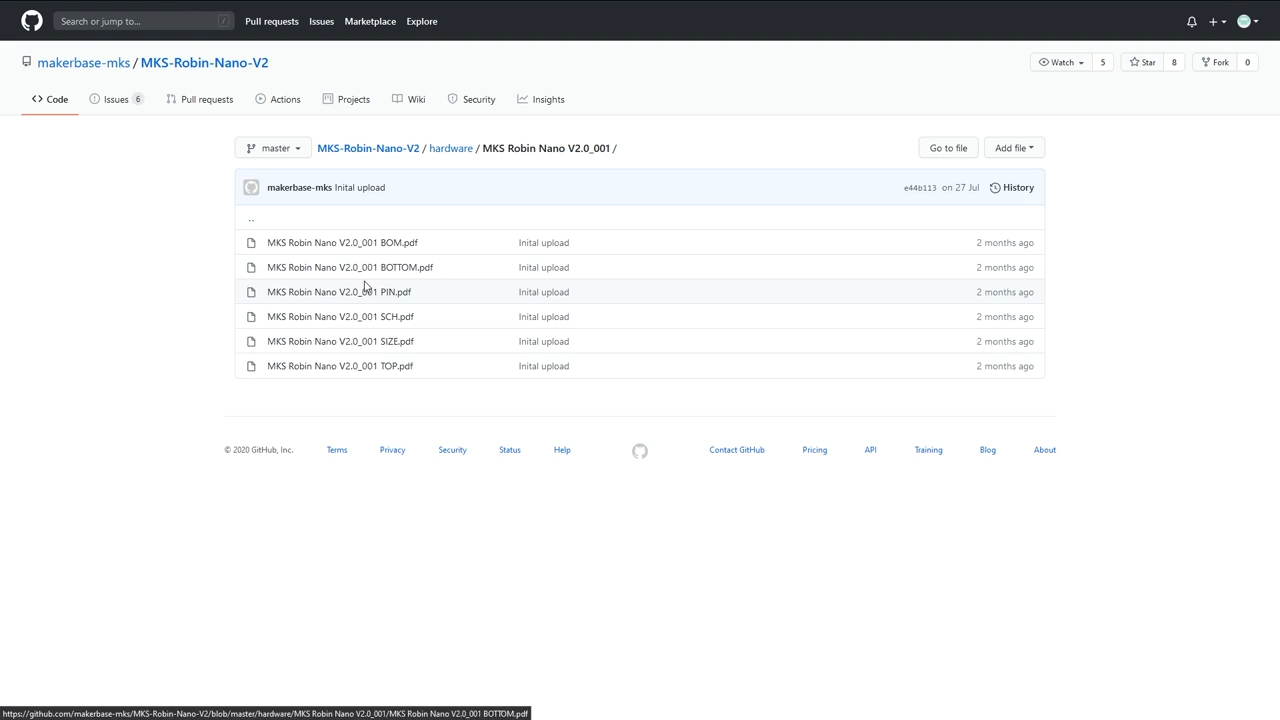 Search or jump to... /
Pull requests Issues Marketplace Explore
makerbase-mks / MKS-Robin-Nano-V2
Watch 5 Star 8 Fork 0
Code Issues 6 Pull requests Actions Projects Wiki Security Insights
master MKS-Robin-Nano-V2 / hardware / MKS Robin Nano V2.0_001 / Go to file Add file
makerbase-mks Inital upload e44b113 on 27 Jul History
..
MKS Robin Nano V2.0_001 BOM.pdf Inital upload 2 months ago
MKS Robin Nano V2.0_001 BOTTOM.pdf Inital upload 2 months ago
MKS Robin Nano V2.0_001 PIN.pdf Inital upload 2 months ago
MKS Robin Nano V2.0_001 SCH.pdf Inital upload 2 months ago
MKS Robin Nano V2.0_001 SIZE.pdf Inital upload 2 months ago
MKS Robin Nano V2.0_001 TOP.pdf Inital upload 2 months ago
© 2020 GitHub, Inc. Terms Privacy Security Status Help Contact GitHub Pricing API Training Blog About
https://github.com/makerbase-mks/MKS-Robin-Nano-V2/blob/master/hardware/MKS Robin Nano V2.0_001/MKS Robin Nano V2.0_001 BOTTOM.pdf